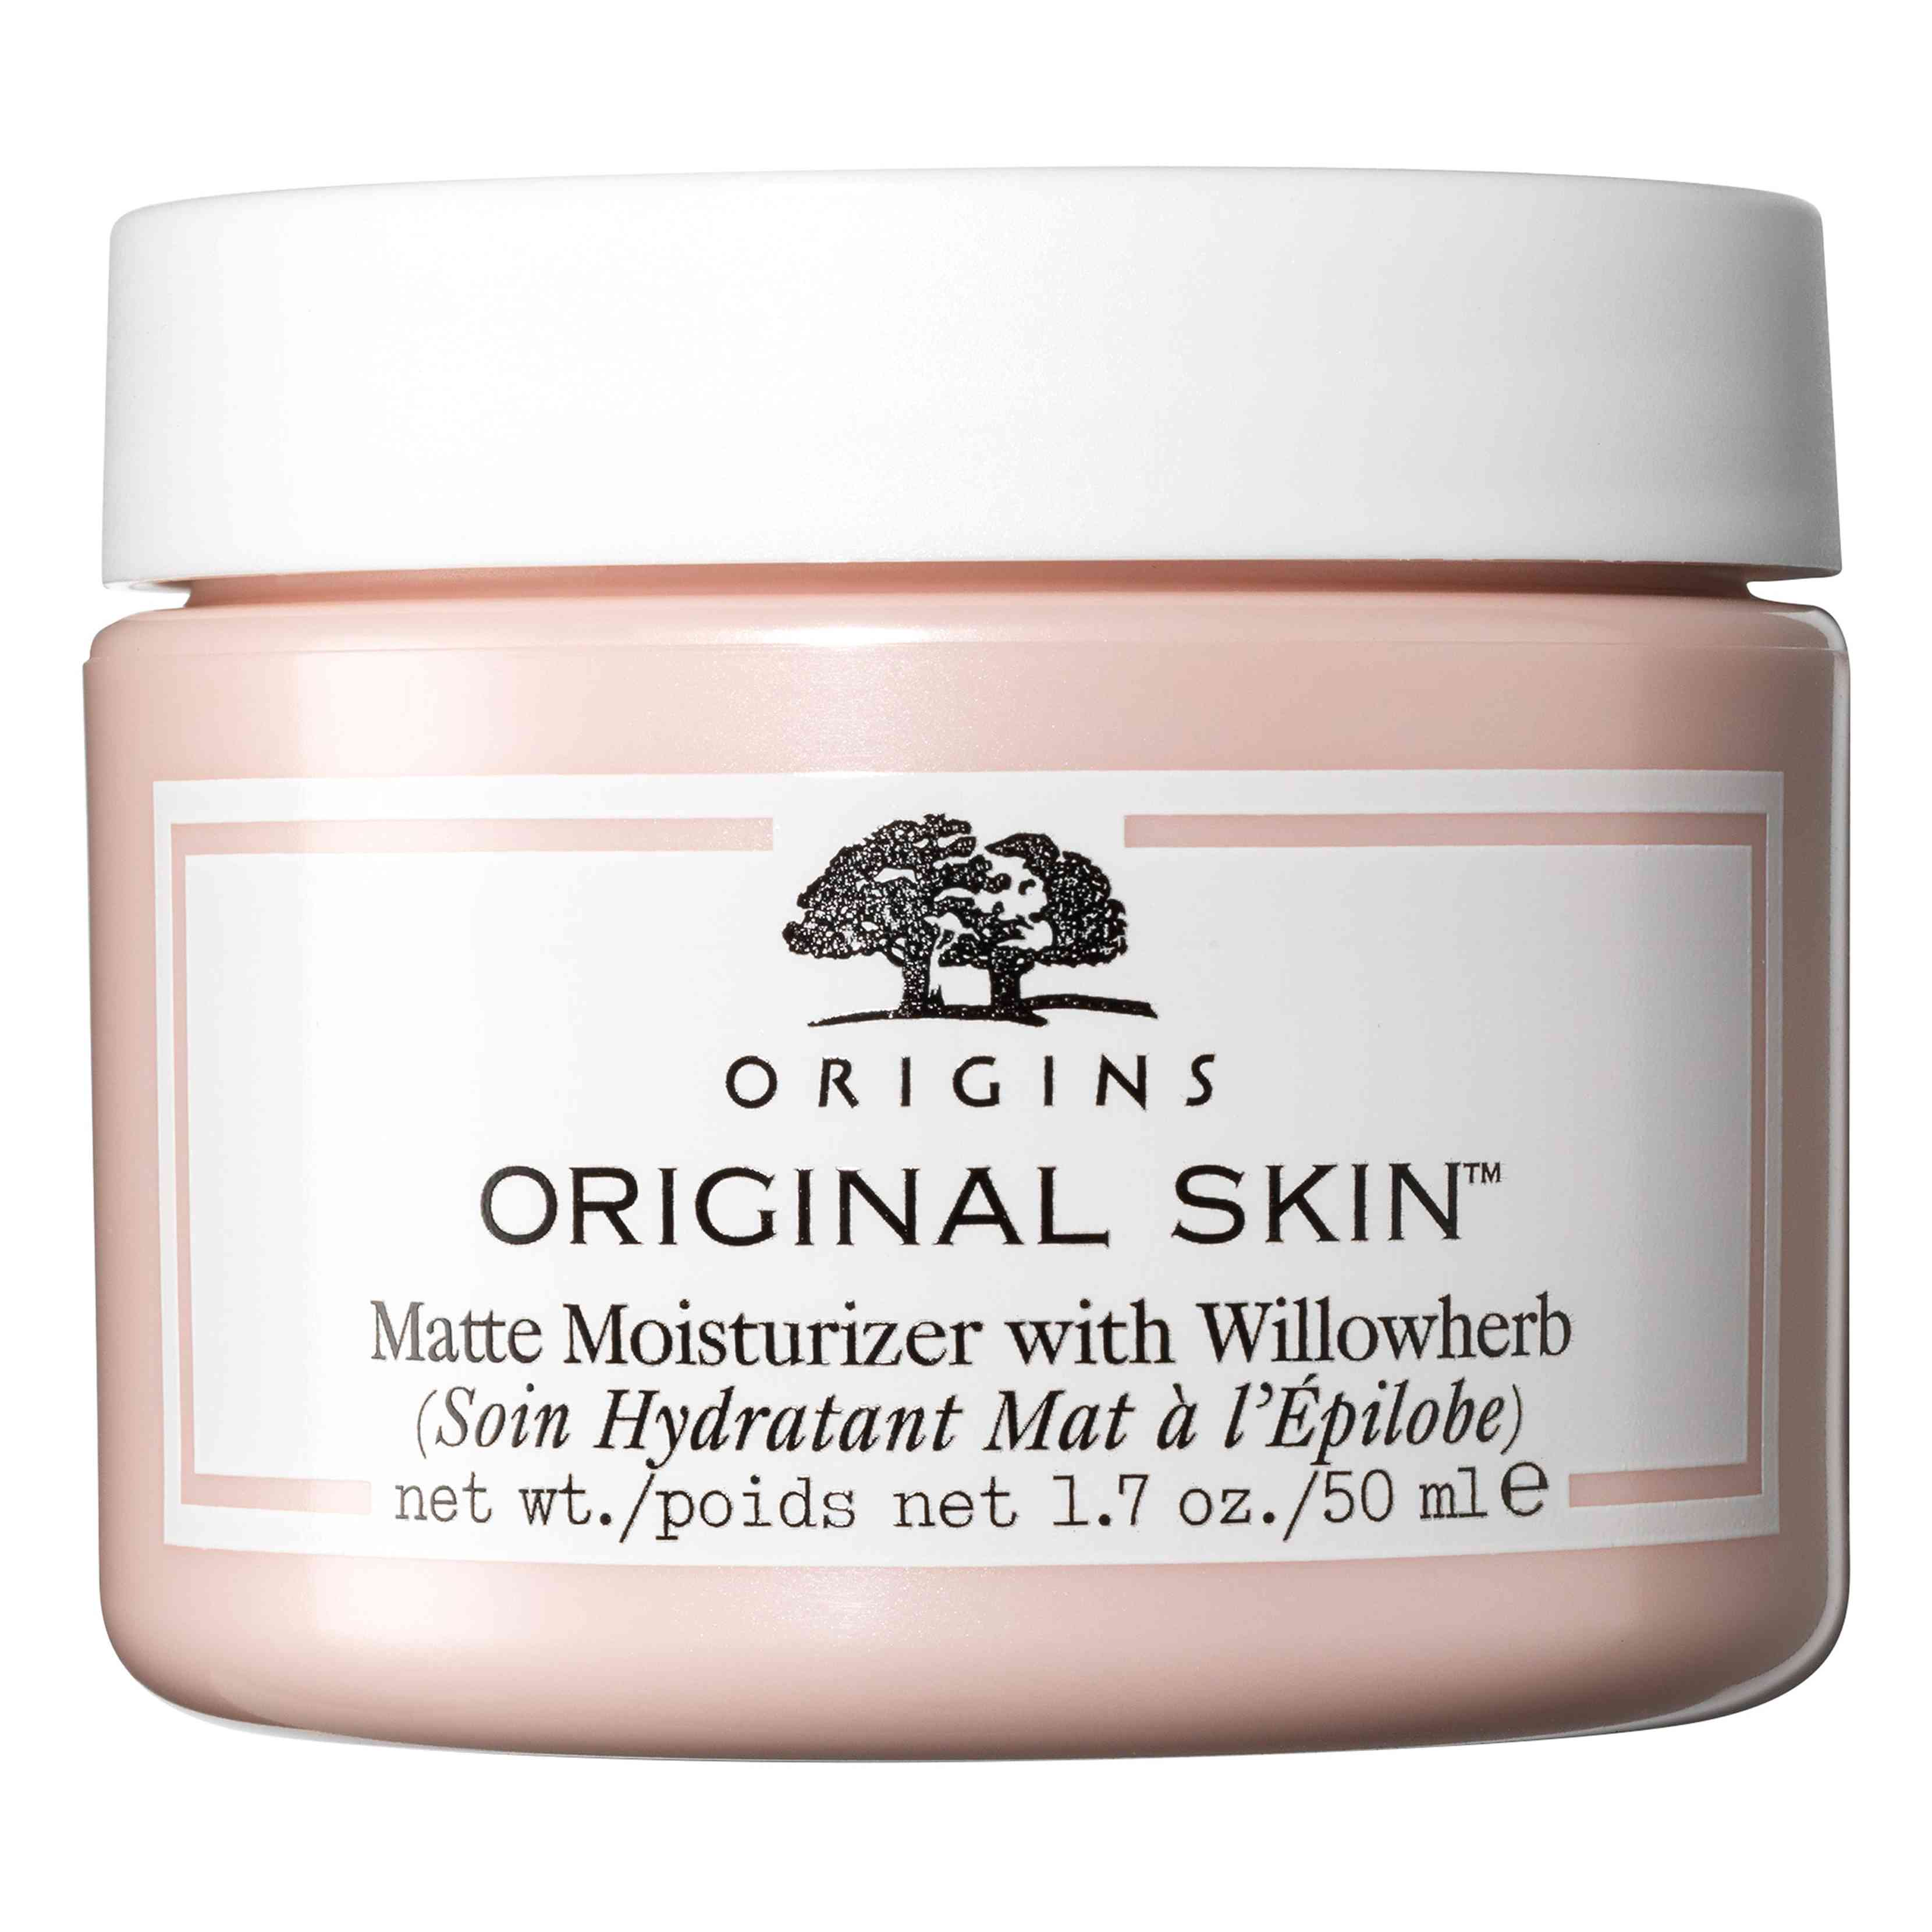 ORIGINS
ORIGINAL SKIN™
Matte Moisturizer with Willowherb
(Soin Hydratant Mat à l'Épilobe)
net wt./poids net 1.7 oz./50 ml e